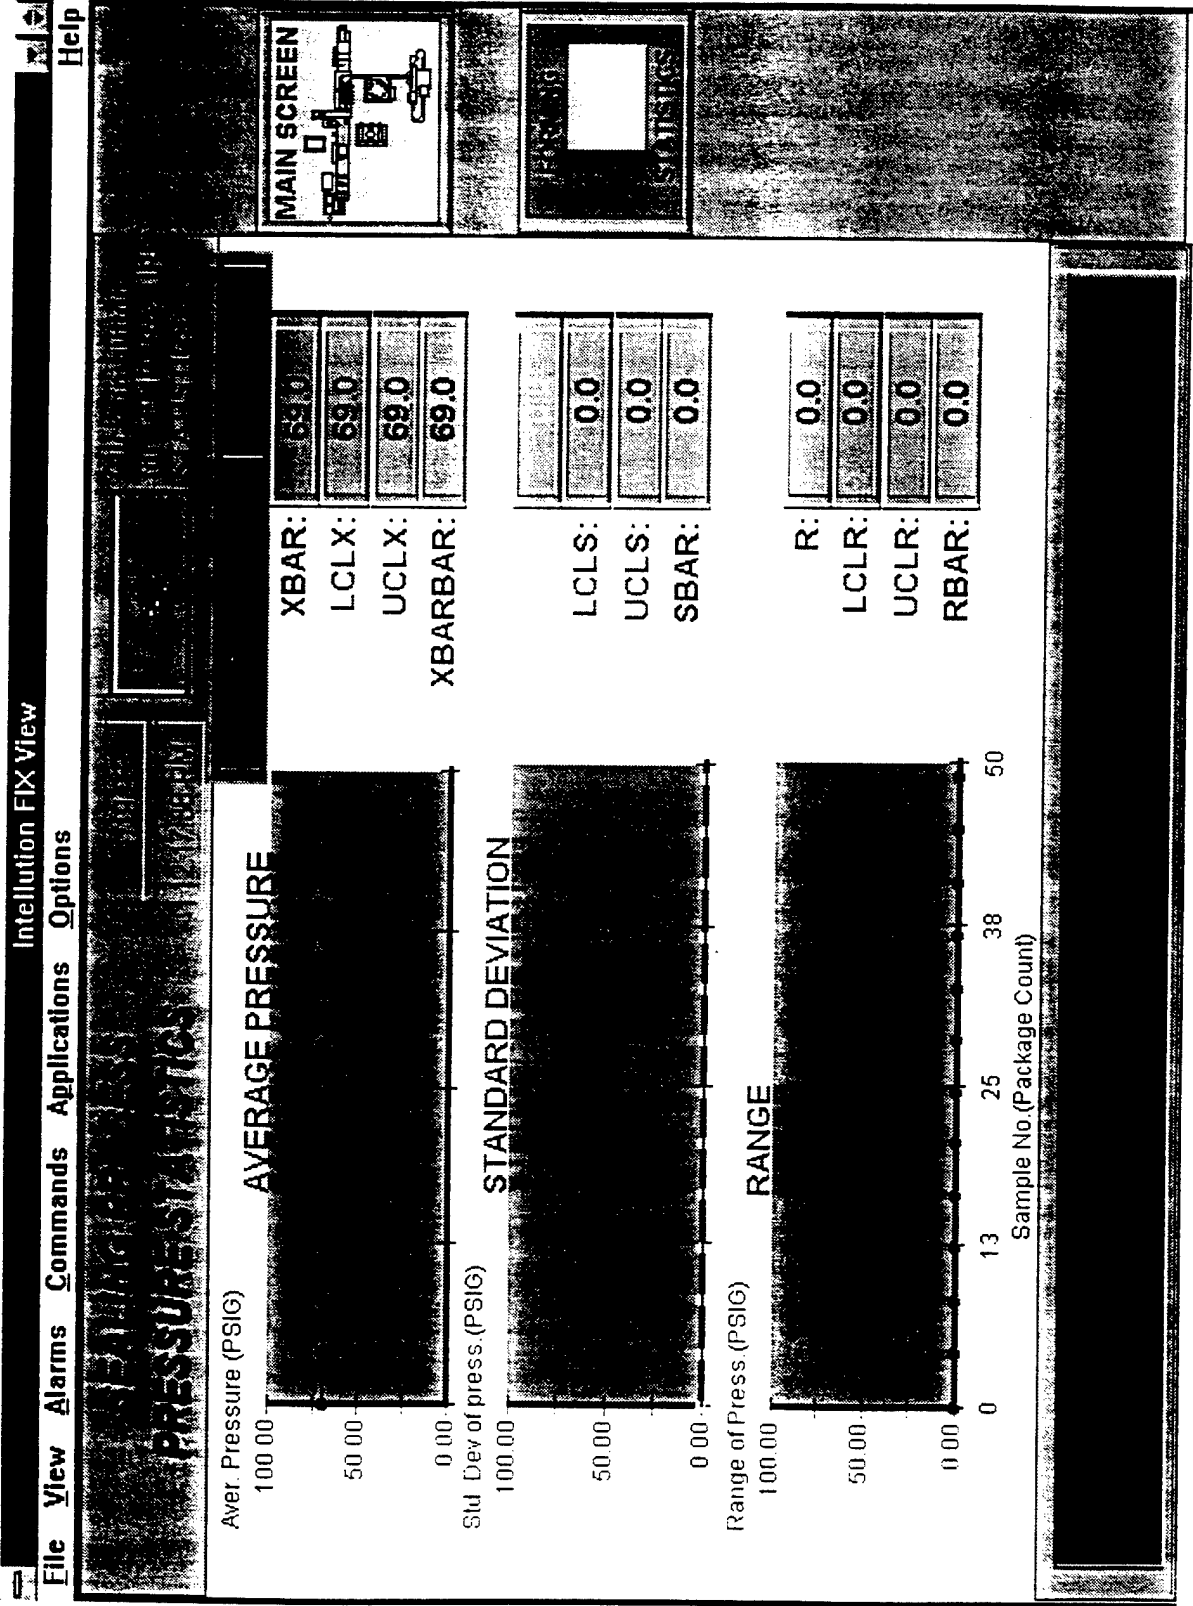 Intellution FIX View
File View Alarms Commands Applications Options Help
SEALING PRESS
PRESSURE STATISTICS
MAIN SCREEN
FORMING
STATISTICS
Aver. Pressure (PSIG)
AVERAGE PRESSURE
100.00
50.00
0.00
XBAR: 69.0
LCLX: 69.0
UCLX: 69.0
XBARBAR: 69.0
Std Dev of press.(PSIG)
STANDARD DEVIATION
100.00
50.00
0.00
LCLS: 0.0
UCLS: 0.0
SBAR: 0.0
Range of Press.(PSIG)
RANGE
100.00
50.00
0.00
R: 0.0
LCLR: 0.0
UCLR: 0.0
RBAR: 0.0
0 13 25 38 50
Sample No.(Package Count)